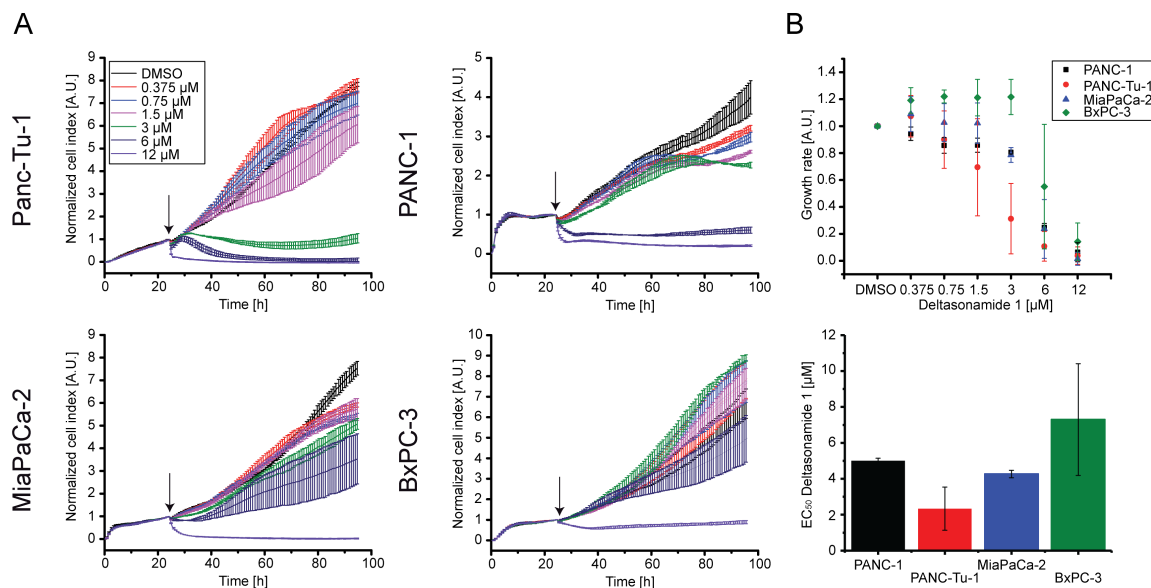 A
B
Panc-Tu-1
Normalized cell index [A.U.]
9
8
7
6
5
4
3
2
1
0
DMSO
0.375 µM
0.75 µM
1.5 µM
3 µM
6 µM
12 µM
0 20 40 60 80 100
Time [h]
PANC-1
Normalized cell index [A.U.]
5
4
3
2
1
0
0 20 40 60 80 100
Time [h]
Growth rate [A.U.]
1.4
1.2
1.0
0.8
0.6
0.4
0.2
0.0
PANC-1
PANC-Tu-1
MiaPaCa-2
BxPC-3
DMSO 0.375 0.75 1.5 3 6 12
Deltasonamide 1 [µM]
MiaPaCa-2
Normalized cell index [A.U.]
9
8
7
6
5
4
3
2
1
0
0 20 40 60 80 100
Time [h]
BxPC-3
Normalized cell index [A.U.]
10
9
8
7
6
5
4
3
2
1
0
0 20 40 60 80 100
Time [h]
EC50 Deltasonamide 1 [µM]
12
10
8
6
4
2
0
PANC-1 PANC-Tu-1 MiaPaCa-2 BxPC-3